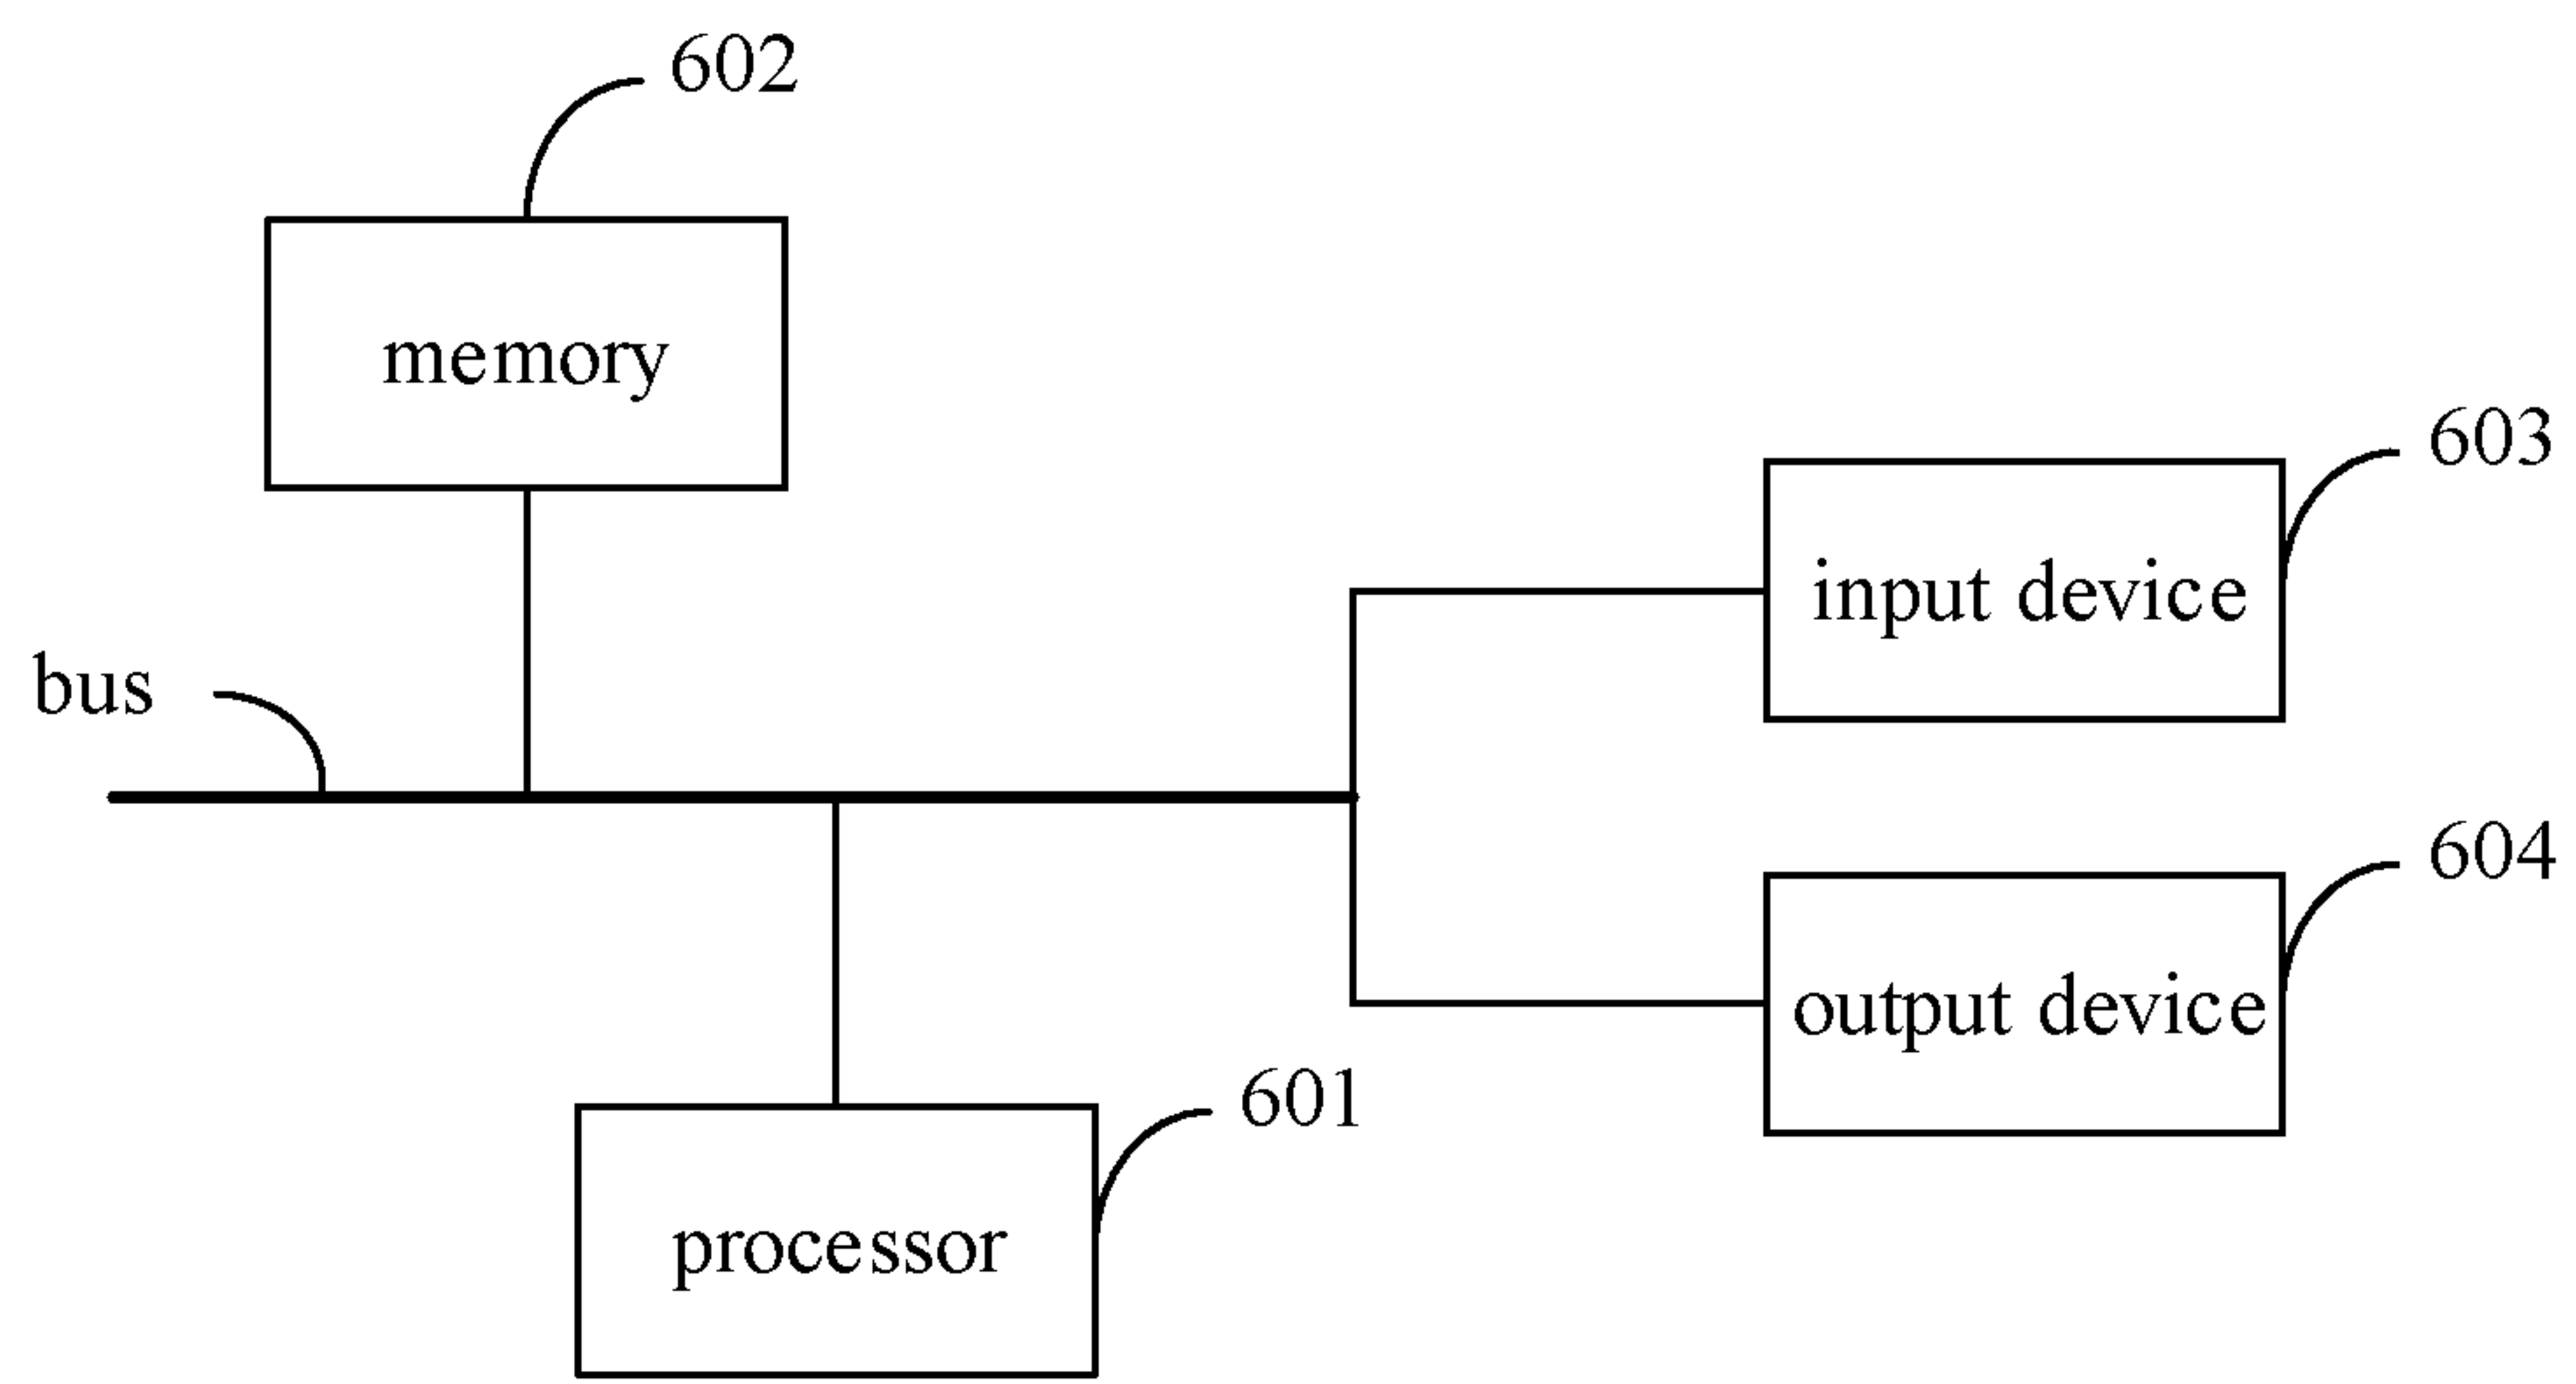 602
memory
603
input device
bus
604
output device
601
processor